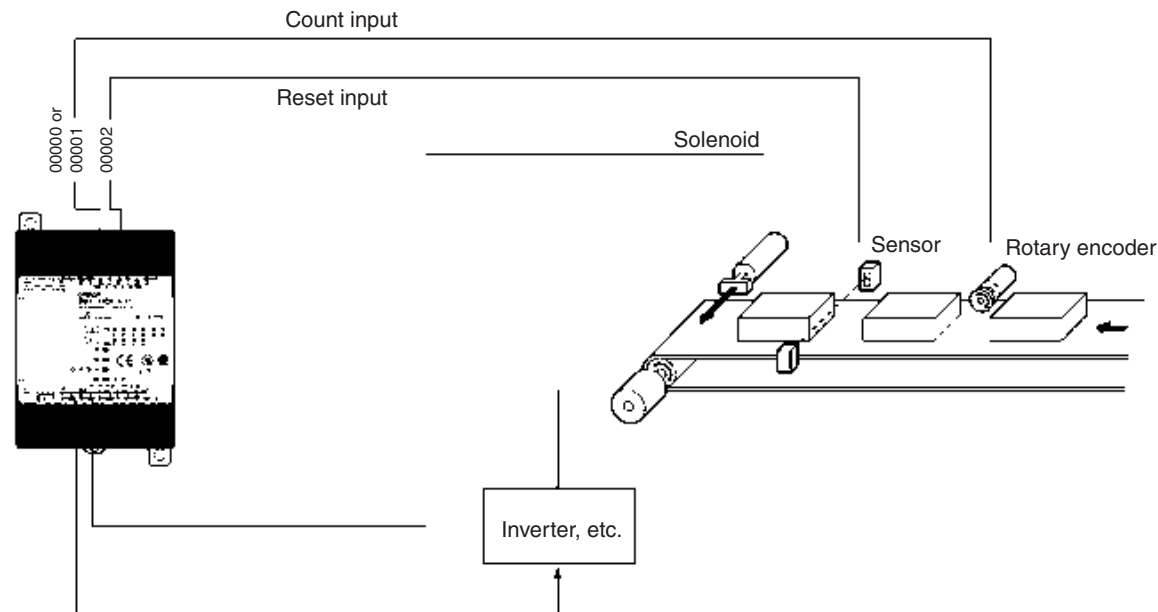 Count input
Reset input
00000 or
00001
00002
Solenoid
Sensor
Rotary encoder
Inverter, etc.